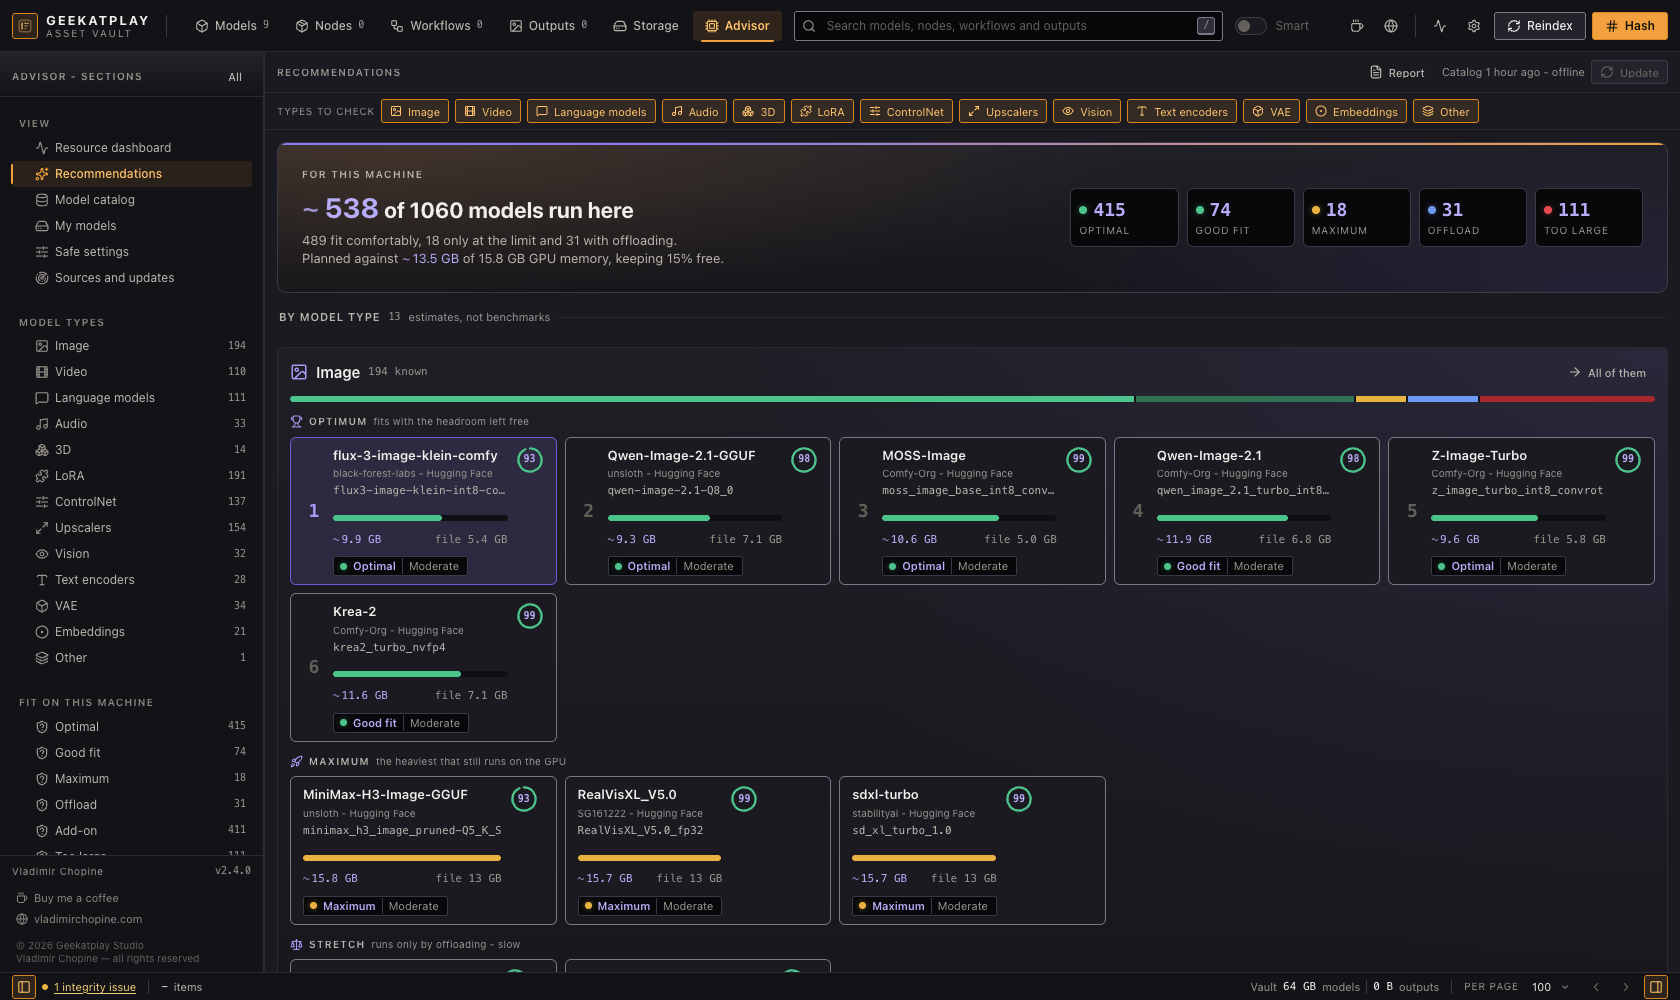 GEEKATPLAY
ASSET VAULT
Models 9
Nodes 0
Workflows 0
Outputs 0
Storage
Advisor
Search models, nodes, workflows and outputs
/
Smart
Reindex
Hash
ADVISOR - SECTIONS
All
VIEW
Resource dashboard
Recommendations
Model catalog
My models
Safe settings
Sources and updates
MODEL TYPES
Image 194
Video 110
Language models 111
Audio 33
3D 14
LoRA 191
ControlNet 137
Upscalers 154
Vision 32
Text encoders 28
VAE 34
Embeddings 21
Other 1
FIT ON THIS MACHINE
Optimal 415
Good fit 74
Maximum 18
Offload 31
Add-on 411
Too large 111
Vladimir Chopine v2.4.0
Buy me a coffee
vladimirchopine.com
© 2026 Geekatplay Studio
Vladimir Chopine — all rights reserved
RECOMMENDATIONS
Report
Catalog 1 hour ago - offline
Update
TYPES TO CHECK
Image
Video
Language models
Audio
3D
LoRA
ControlNet
Upscalers
Vision
Text encoders
VAE
Embeddings
Other
FOR THIS MACHINE
~ 538 of 1060 models run here
489 fit comfortably, 18 only at the limit and 31 with offloading.
Planned against ~13.5 GB of 15.8 GB GPU memory, keeping 15% free.
415
OPTIMAL
74
GOOD FIT
18
MAXIMUM
31
OFFLOAD
111
TOO LARGE
BY MODEL TYPE 13 estimates, not benchmarks
Image 194 known
All of them
OPTIMUM fits with the headroom left free
1
flux-3-image-klein-comfy
93
black-forest-labs - Hugging Face
flux3-image-klein-int8-co…
~9.9 GB file 5.4 GB
Optimal Moderate
2
Qwen-Image-2.1-GGUF
98
unsloth - Hugging Face
qwen-image-2.1-Q8_0
~9.3 GB file 7.1 GB
Optimal Moderate
3
MOSS-Image
99
Comfy-Org - Hugging Face
moss_image_base_int8_conv…
~10.6 GB file 5.0 GB
Optimal Moderate
4
Qwen-Image-2.1
98
Comfy-Org - Hugging Face
qwen_image_2.1_turbo_int8…
~11.9 GB file 6.8 GB
Good fit Moderate
5
Z-Image-Turbo
99
Comfy-Org - Hugging Face
z_image_turbo_int8_convrot
~9.6 GB file 5.8 GB
Optimal Moderate
6
Krea-2
99
Comfy-Org - Hugging Face
krea2_turbo_nvfp4
~11.6 GB file 7.1 GB
Good fit Moderate
MAXIMUM the heaviest that still runs on the GPU
MiniMax-H3-Image-GGUF
93
unsloth - Hugging Face
minimax_h3_image_pruned-Q5_K_S
~15.8 GB file 13 GB
Maximum Moderate
RealVisXL_V5.0
99
SG161222 - Hugging Face
RealVisXL_V5.0_fp32
~15.7 GB file 13 GB
Maximum Moderate
sdxl-turbo
99
stabilityai - Hugging Face
sd_xl_turbo_1.0
~15.7 GB file 13 GB
Maximum Moderate
STRETCH runs only by offloading - slow
1 integrity issue
— items
Vault 64 GB models
0 B outputs
PER PAGE 100